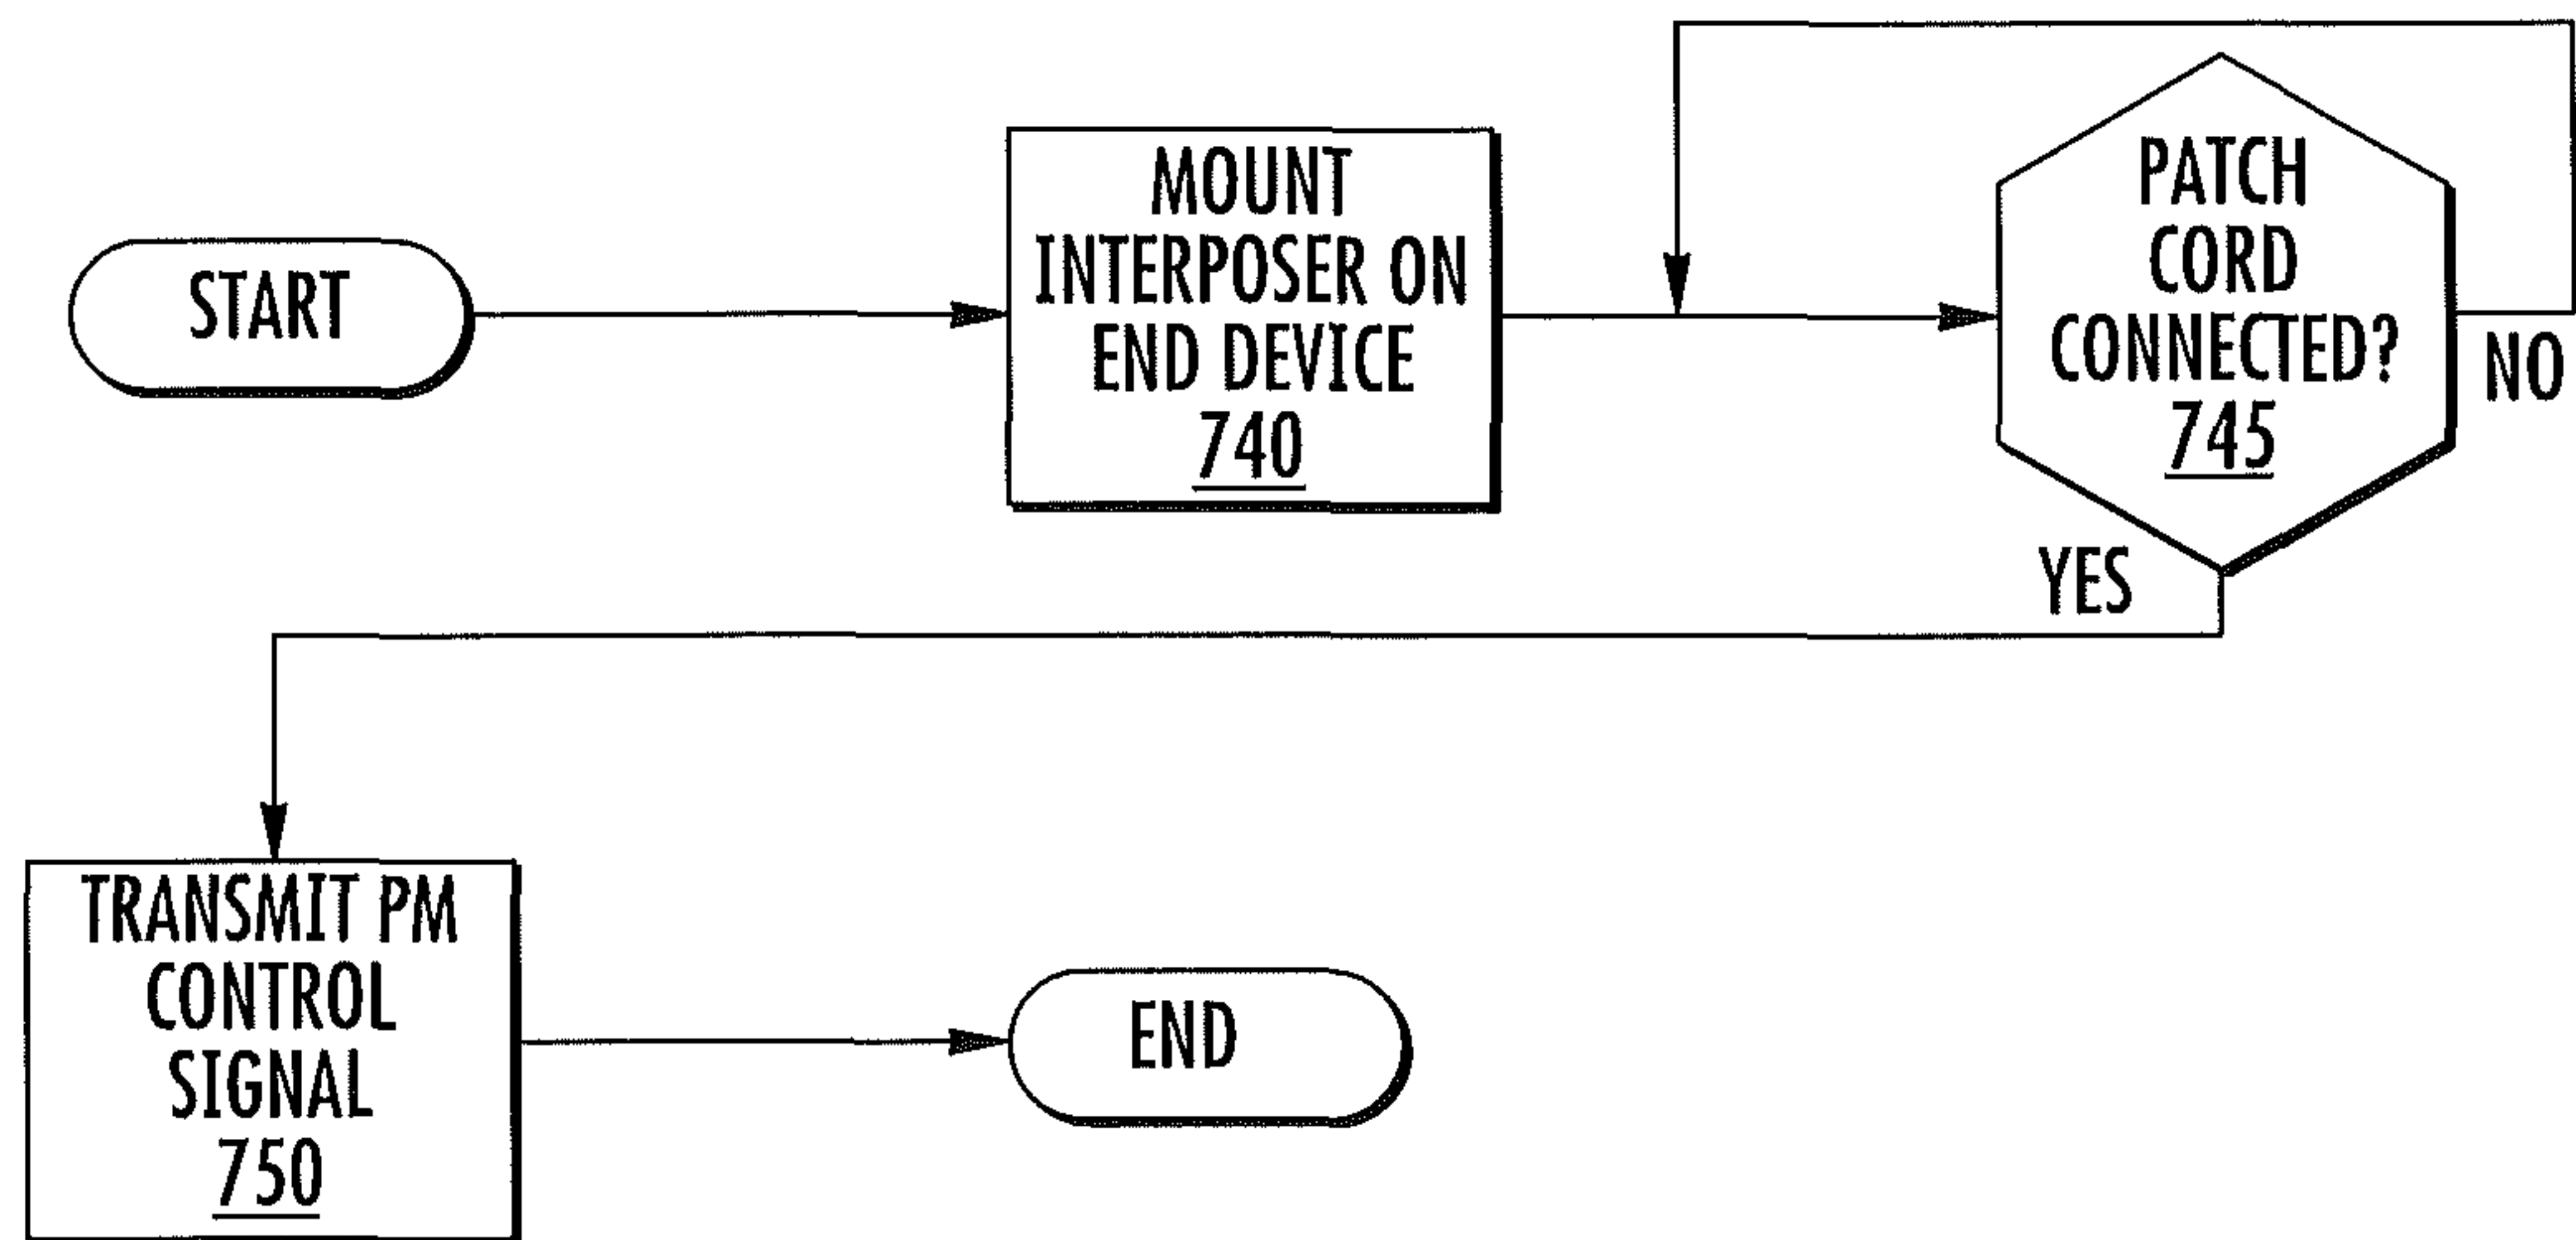 START
MOUNT
INTERPOSER ON
END DEVICE
740
PATCH
CORD
CONNECTED?
745
NO
YES
TRANSMIT PM
CONTROL
SIGNAL
750
END